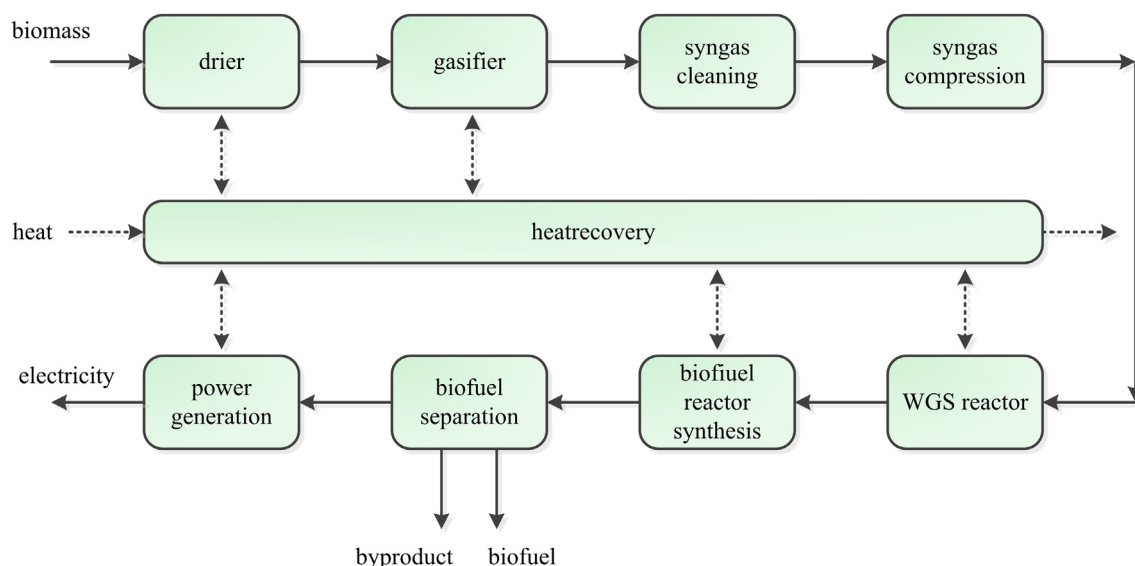 biomass
drier
gasifier
syngas
cleaning
syngas
compression
heat
heatrecovery
electricity
power
generation
biofuel
separation
biofiuel
reactor
synthesis
WGS reactor
byproduct
biofuel